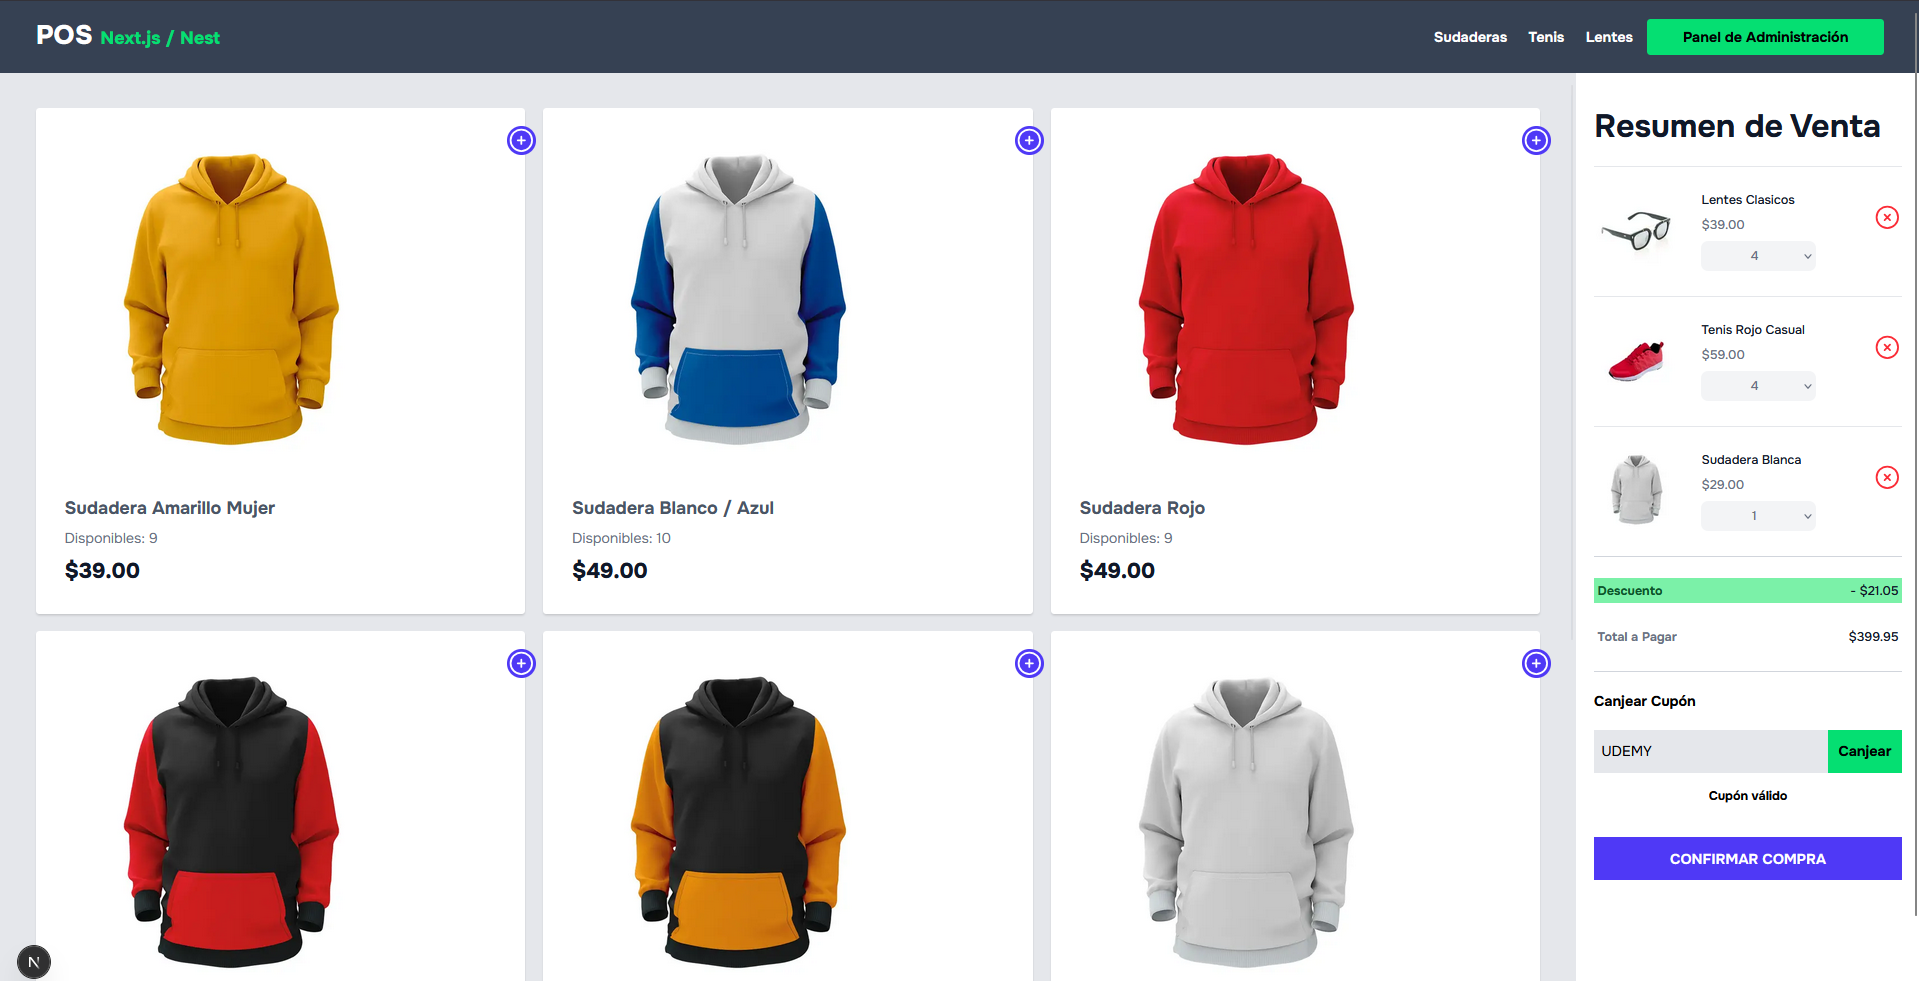 POS Next.js / Nest
Sudaderas Tenis Lentes Panel de Administración
Sudadera Amarillo Mujer
Disponibles: 9
$39.00
Sudadera Blanco / Azul
Disponibles: 10
$49.00
Sudadera Rojo
Disponibles: 9
$49.00
N
Resumen de Venta
Lentes Clasicos
$39.00
4
Tenis Rojo Casual
$59.00
4
Sudadera Blanca
$29.00
1
Descuento - $21.05
Total a Pagar $399.95
Canjear Cupón
UDEMY Canjear
Cupón válido
CONFIRMAR COMPRA